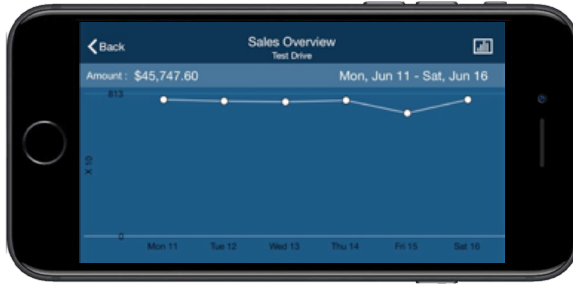 Back
Sales Overview
Test Drive
Amount : $45,747.60
Mon, Jun 11 - Sat, Jun 16
813
X 10
0
Mon 11 Tue 12 Wed 13 Thu 14 Fri 15 Sat 16